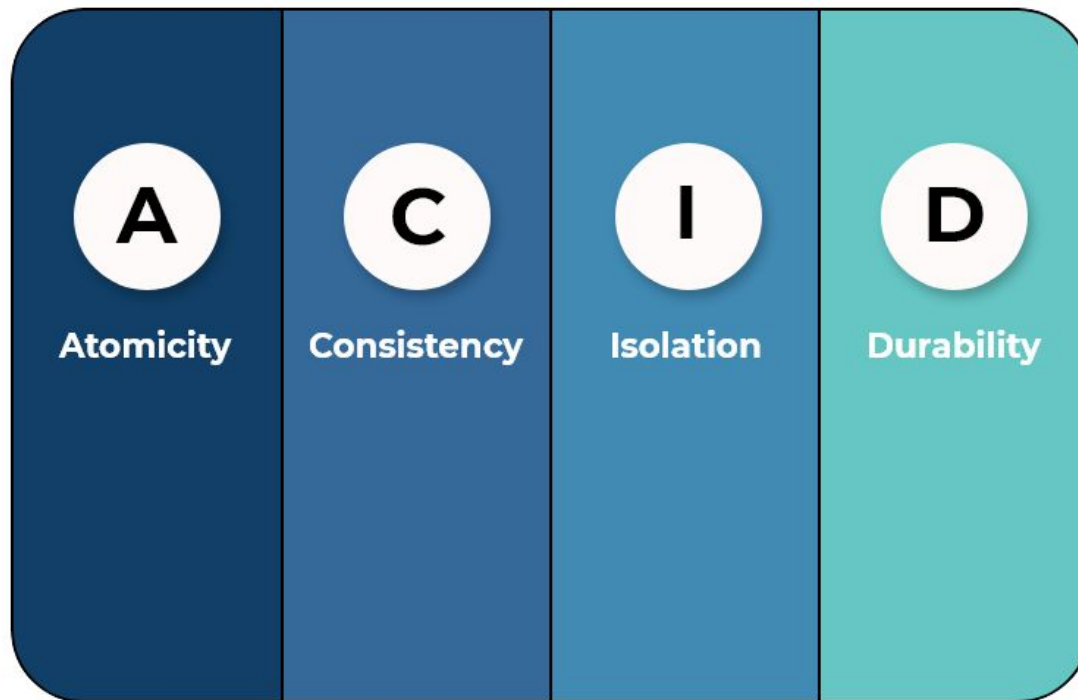 A
Atomicity
C
Consistency
I
Isolation
D
Durability